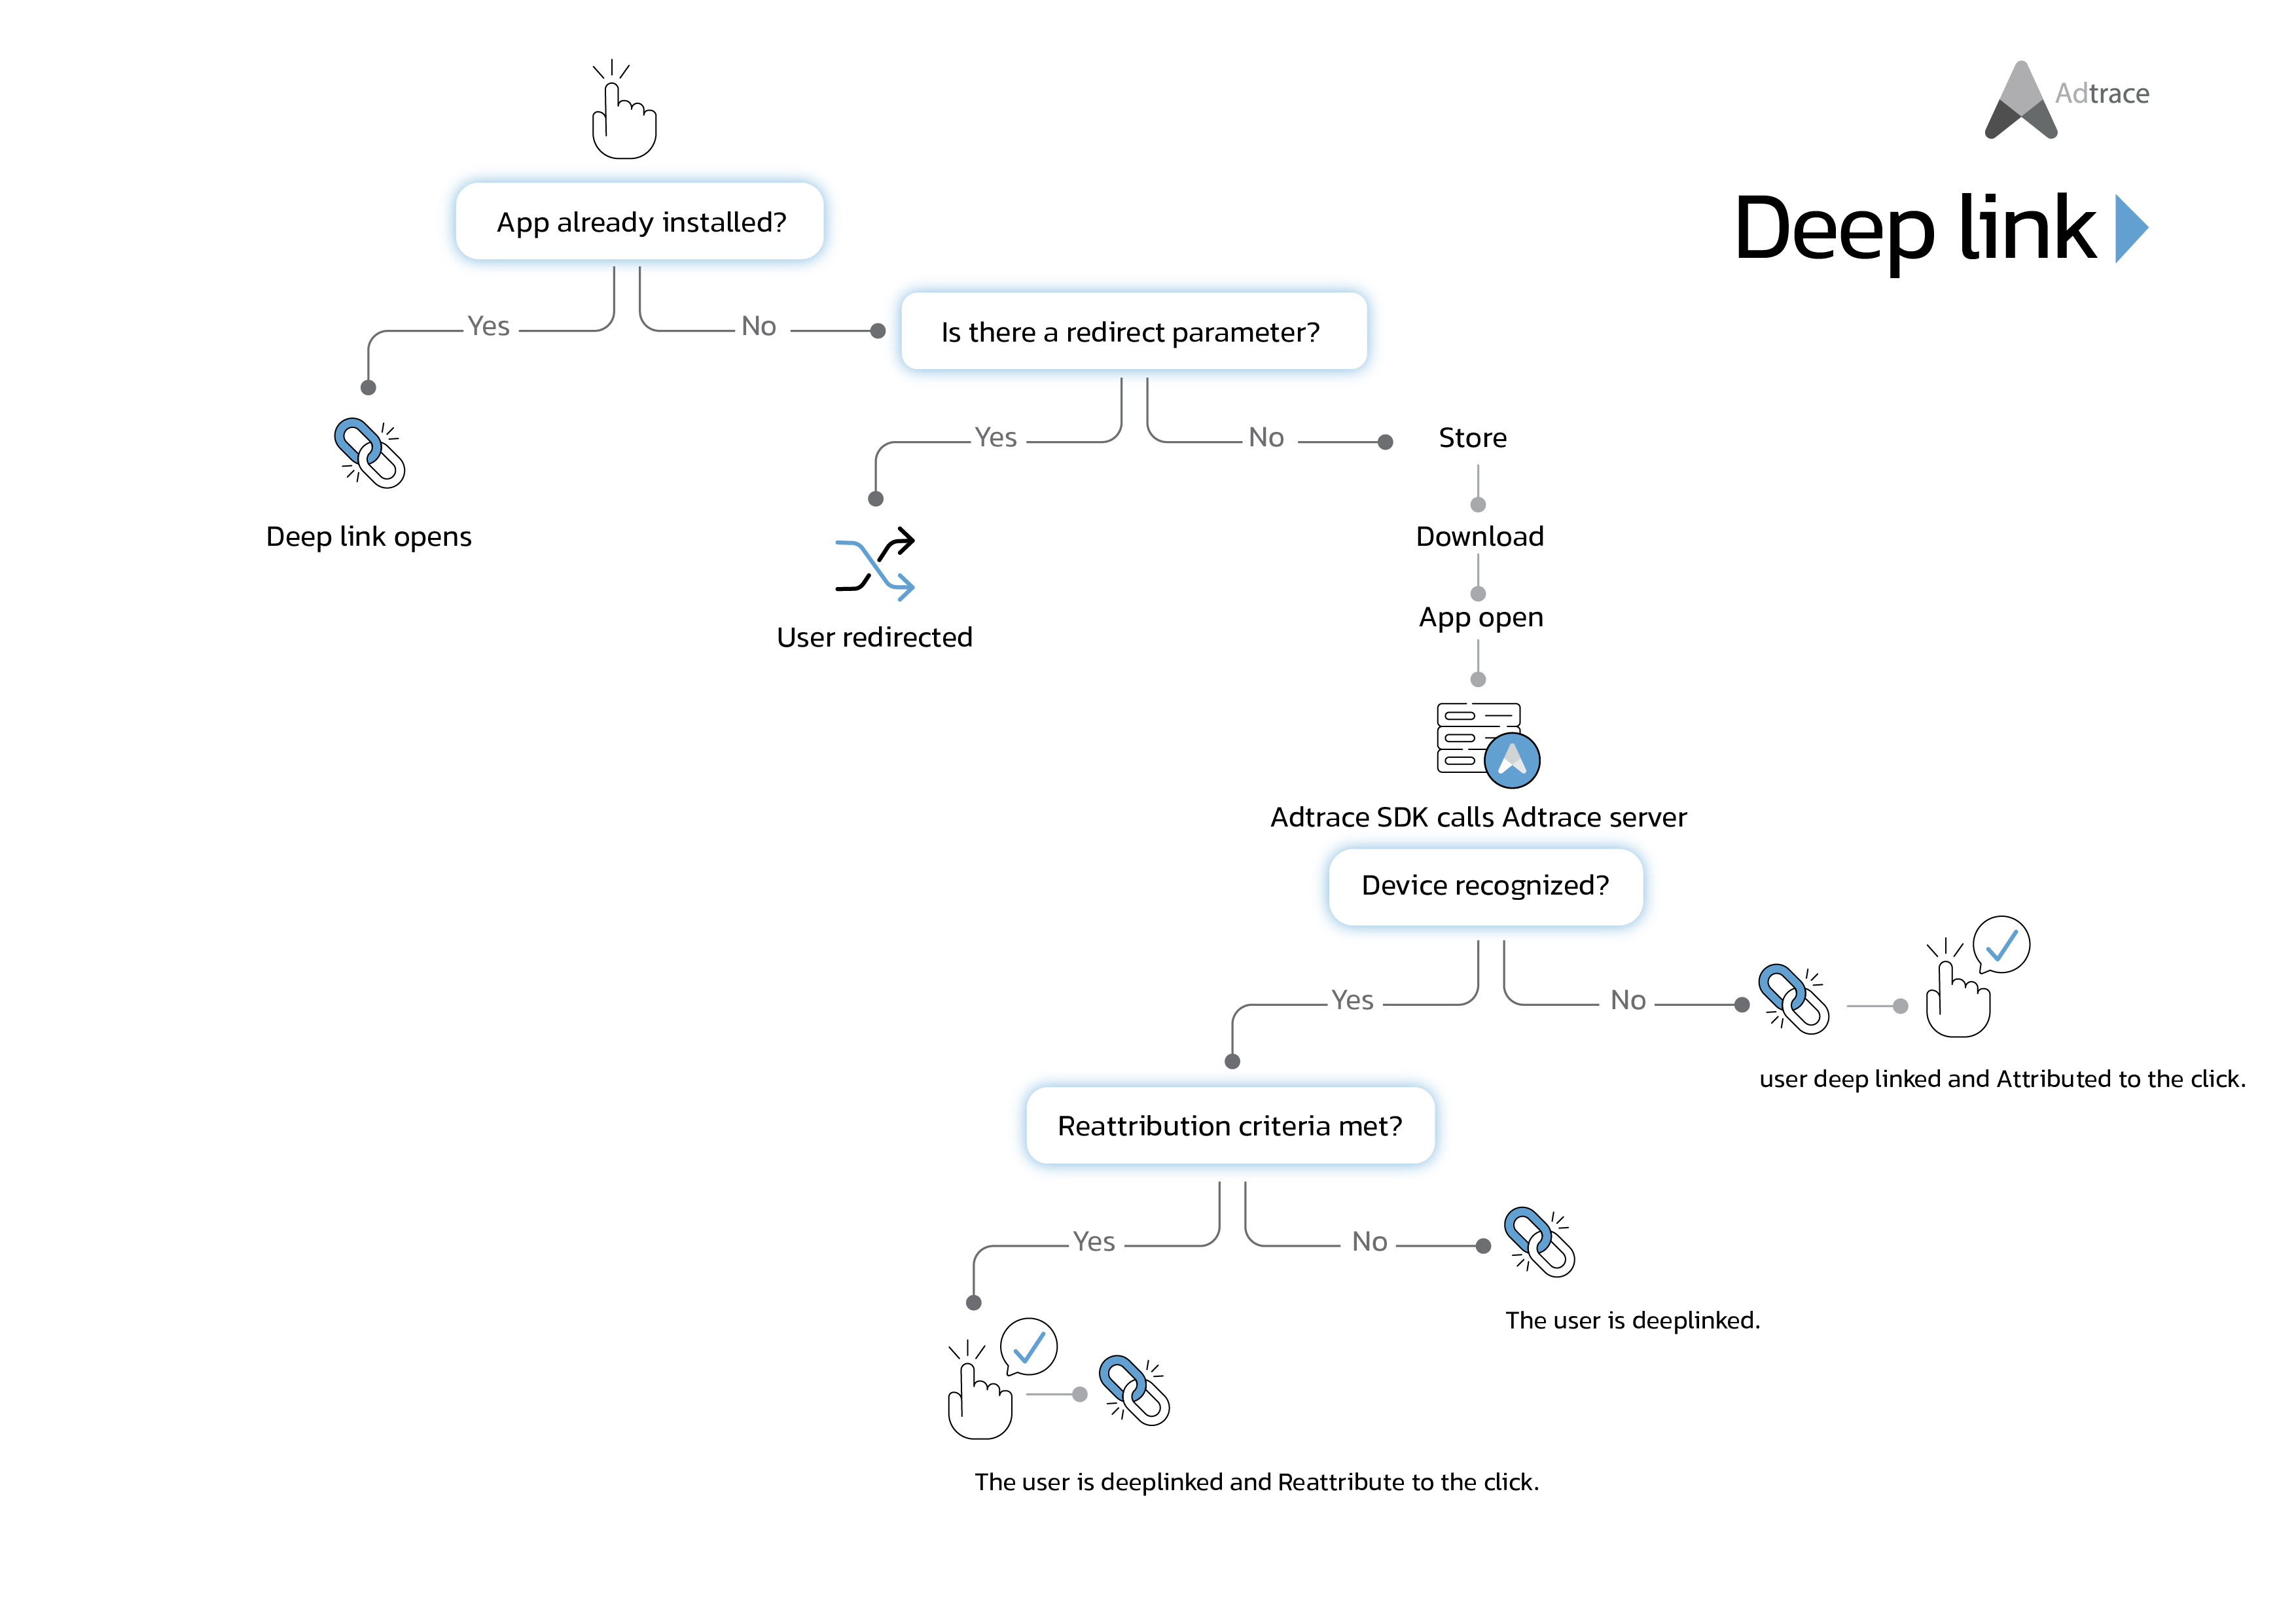 Adtrace
Deep link
App already installed?
Yes
No
Is there a redirect parameter?
Deep link opens
Yes
No
Store
User redirected
Download
App open
Adtrace SDK calls Adtrace server
Device recognized?
Yes
No
user deep linked and Attributed to the click.
Reattribution criteria met?
Yes
No
The user is deeplinked.
The user is deeplinked and Reattribute to the click.